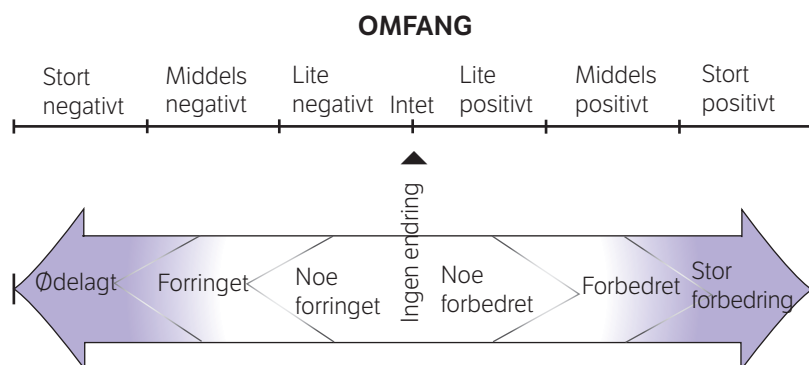 OMFANG
Stort
negativt
Middels
negativt
Lite
negativt
Intet
Lite
positivt
Middels
positivt
Stort
positivt
Ødelagt
Forringet
Noe
forringet
Ingen endring
Noe
forbedret
Forbedret
Stor
forbedring